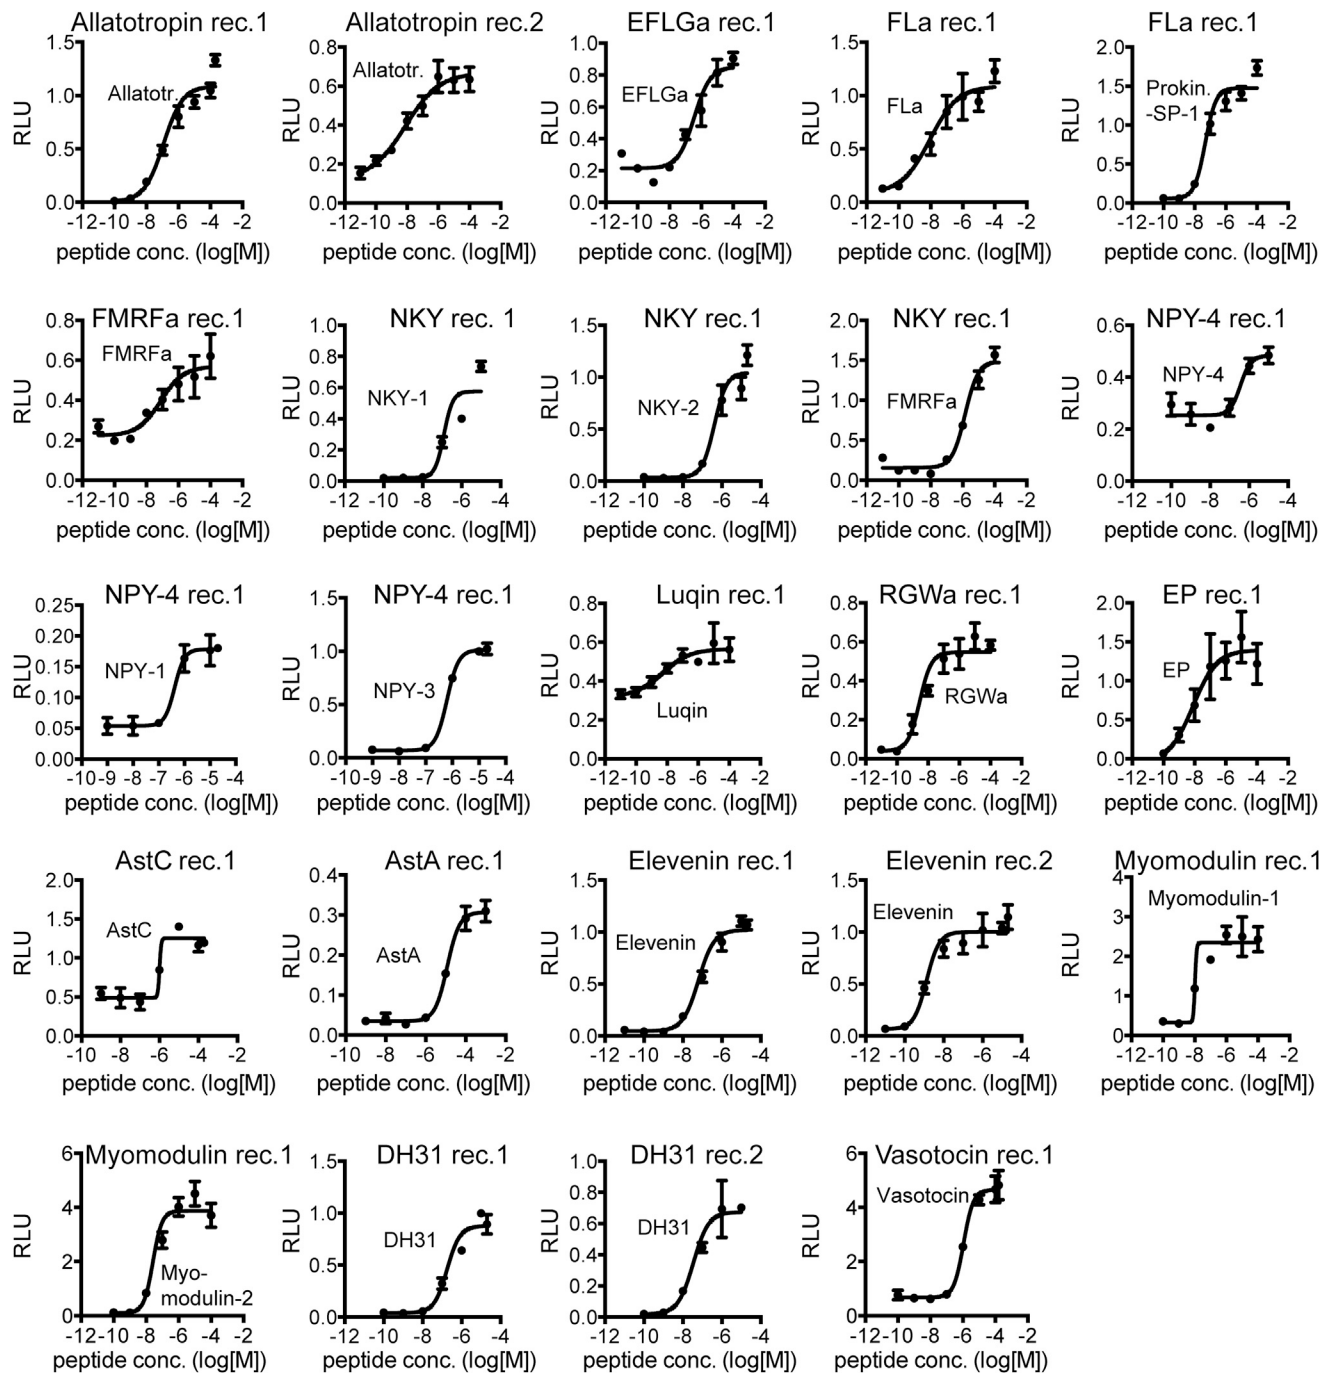 Allatotropin rec.1
Allatotropin rec.2
EFLGa rec.1
FLa rec.1
FLa rec.1
RLU
1.5
1.0
0.5
0.0
Allatotr.
-12 -10 -8 -6 -4 -2
peptide conc. (log[M])
RLU
0.8
0.6
0.4
0.2
0.0
Allatotr.
-12 -10 -8 -6 -4 -2
peptide conc. (log[M])
RLU
1.0
0.8
0.6
0.4
0.2
0.0
EFLGa
-12 -10 -8 -6 -4 -2
peptide conc. (log[M])
RLU
1.5
1.0
0.5
0.0
FLa
-12 -10 -8 -6 -4 -2
peptide conc. (log[M])
RLU
2.0
1.5
1.0
0.5
0.0
Prokin.
-SP-1
-12 -10 -8 -6 -4 -2
peptide conc. (log[M])
FMRFa rec.1
NKY rec. 1
NKY rec.1
NKY rec.1
NPY-4 rec.1
RLU
0.8
0.6
0.4
0.2
0.0
FMRFa
-12 -10 -8 -6 -4 -2
peptide conc. (log[M])
RLU
1.0
0.8
0.6
0.4
0.2
0.0
NKY-1
-12 -10 -8 -6 -4
peptide conc. (log[M])
RLU
1.5
1.0
0.5
0.0
NKY-2
-12 -10 -8 -6 -4
peptide conc. (log[M])
RLU
2.0
1.5
1.0
0.5
0.0
FMRFa
-12 -10 -8 -6 -4 -2
peptide conc. (log[M])
RLU
0.6
0.4
0.2
0.0
NPY-4
-12 -10 -8 -6 -4
peptide conc. (log[M])
NPY-4 rec.1
NPY-4 rec.1
Luqin rec.1
RGWa rec.1
EP rec.1
RLU
0.25
0.20
0.15
0.10
0.05
0.00
NPY-1
-10 -9 -8 -7 -6 -5 -4
peptide conc. (log[M])
RLU
1.5
1.0
0.5
0.0
NPY-3
-10 -9 -8 -7 -6 -5 -4
peptide conc. (log[M])
RLU
0.8
0.6
0.4
0.2
0.0
Luqin
-12 -10 -8 -6 -4 -2
peptide conc. (log[M])
RLU
0.8
0.6
0.4
0.2
0.0
RGWa
-12 -10 -8 -6 -4 -2
peptide conc. (log[M])
RLU
2.0
1.5
1.0
0.5
0.0
EP
-12 -10 -8 -6 -4 -2
peptide conc. (log[M])
AstC rec.1
AstA rec.1
Elevenin rec.1
Elevenin rec.2
Myomodulin rec.1
RLU
2.0
1.5
1.0
0.5
0.0
AstC
-10 -8 -6 -4 -2
peptide conc. (log[M])
RLU
0.4
0.3
0.2
0.1
0.0
AstA
-10 -8 -6 -4 -2
peptide conc. (log[M])
RLU
1.5
1.0
0.5
0.0
Elevenin
-12 -10 -8 -6 -4
peptide conc. (log[M])
RLU
1.5
1.0
0.5
0.0
Elevenin
-12 -10 -8 -6 -4
peptide conc. (log[M])
RLU
4
3
2
1
0
Myomodulin-1
-12 -10 -8 -6 -4 -2
peptide conc. (log[M])
Myomodulin rec.1
DH31 rec.1
DH31 rec.2
Vasotocin rec.1
RLU
6
4
2
0
Myo-
modulin-2
-12 -10 -8 -6 -4 -2
peptide conc. (log[M])
RLU
1.5
1.0
0.5
0.0
DH31
-12 -10 -8 -6 -4
peptide conc. (log[M])
RLU
1.0
0.8
0.6
0.4
0.2
0.0
DH31
-12 -10 -8 -6 -4
peptide conc. (log[M])
RLU
6
4
2
0
Vasotocin
-12 -10 -8 -6 -4 -2
peptide conc. (log[M])